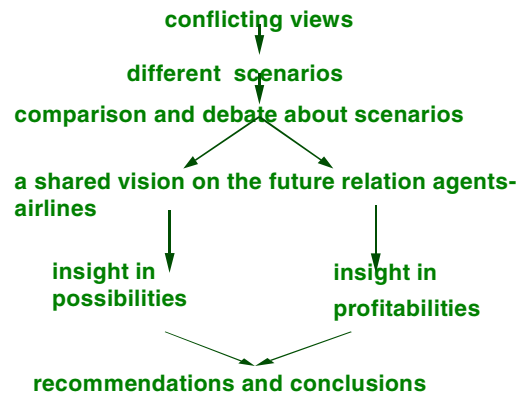 conflicting views
different scenarios
comparison and debate about scenarios
a shared vision on the future relation agents-
airlines
insight in
possibilities
insight in
profitabilities
recommendations and conclusions